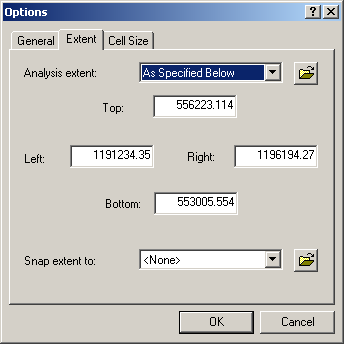 Options
General Extent Cell Size
Analysis extent: As Specified Below
Top: 556223.114
Left: 1191234.35 Right: 1196194.27
Bottom: 553005.554
Snap extent to: <None>
OK Cancel